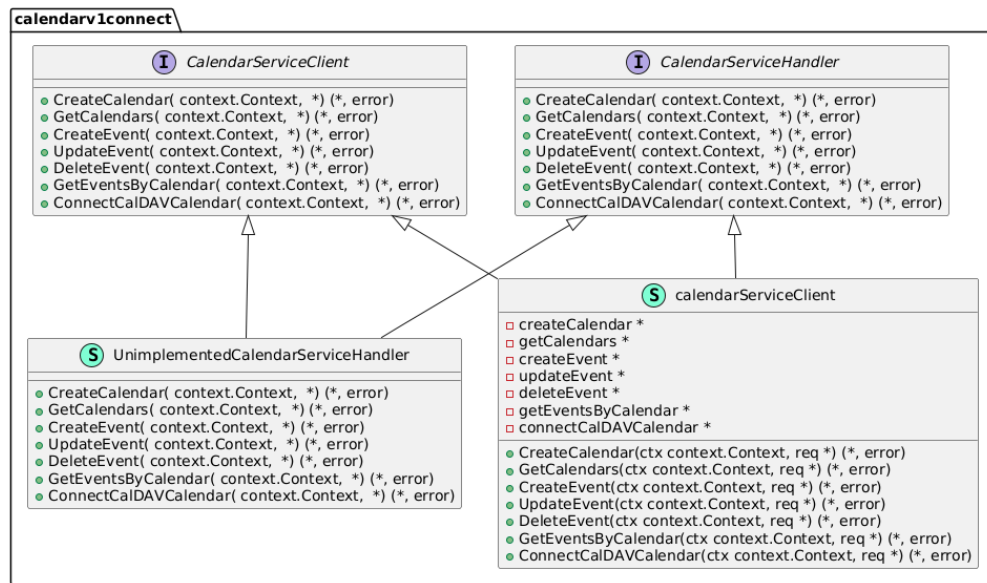 calendarv1connect
I CalendarServiceClient
CreateCalendar( context.Context,  *) (*, error)
GetCalendars( context.Context,  *) (*, error)
CreateEvent( context.Context,  *) (*, error)
UpdateEvent( context.Context,  *) (*, error)
DeleteEvent( context.Context,  *) (*, error)
GetEventsByCalendar( context.Context,  *) (*, error)
ConnectCalDAVCalendar( context.Context,  *) (*, error)
I CalendarServiceHandler
CreateCalendar( context.Context,  *) (*, error)
GetCalendars( context.Context,  *) (*, error)
CreateEvent( context.Context,  *) (*, error)
UpdateEvent( context.Context,  *) (*, error)
DeleteEvent( context.Context,  *) (*, error)
GetEventsByCalendar( context.Context,  *) (*, error)
ConnectCalDAVCalendar( context.Context,  *) (*, error)
S UnimplementedCalendarServiceHandler
CreateCalendar( context.Context,  *) (*, error)
GetCalendars( context.Context,  *) (*, error)
CreateEvent( context.Context,  *) (*, error)
UpdateEvent( context.Context,  *) (*, error)
DeleteEvent( context.Context,  *) (*, error)
GetEventsByCalendar( context.Context,  *) (*, error)
ConnectCalDAVCalendar( context.Context,  *) (*, error)
S calendarServiceClient
createCalendar *
getCalendars *
createEvent *
updateEvent *
deleteEvent *
getEventsByCalendar *
connectCalDAVCalendar *
CreateCalendar(ctx context.Context, req *) (*, error)
GetCalendars(ctx context.Context, req *) (*, error)
CreateEvent(ctx context.Context, req *) (*, error)
UpdateEvent(ctx context.Context, req *) (*, error)
DeleteEvent(ctx context.Context, req *) (*, error)
GetEventsByCalendar(ctx context.Context, req *) (*, error)
ConnectCalDAVCalendar(ctx context.Context, req *) (*, error)